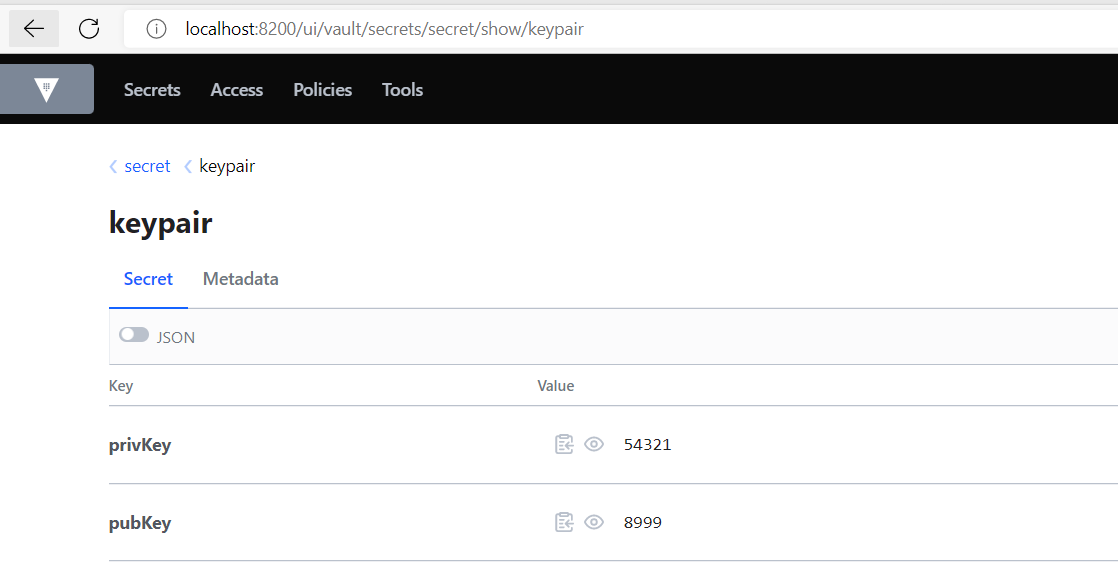 localhost:8200/ui/vault/secrets/secret/show/keypair
Secrets Access Policies Tools
secret keypair
keypair
Secret Metadata
JSON
Key Value
privKey 54321
pubKey 8999